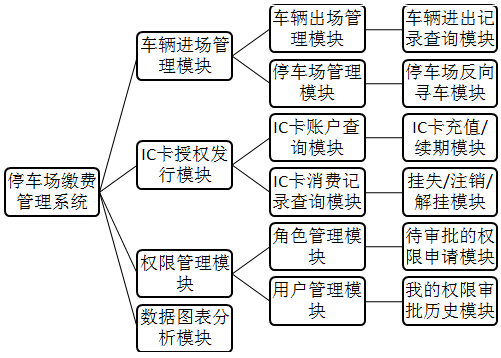 停车场缴费
管理系统
车辆进场管
理模块
车辆出场管
理模块
车辆进出记
录查询模块
停车场管理
模块
停车场反向
寻车模块
IC卡授权发
行模块
IC卡账户查
询模块
IC卡充值/
续期模块
IC卡消费记
录查询模块
挂失/注销/
解挂模块
权限管理模
块
角色管理模
块
待审批的权
限申请模块
用户管理模
块
我的权限审
批历史模块
数据图表分
析模块